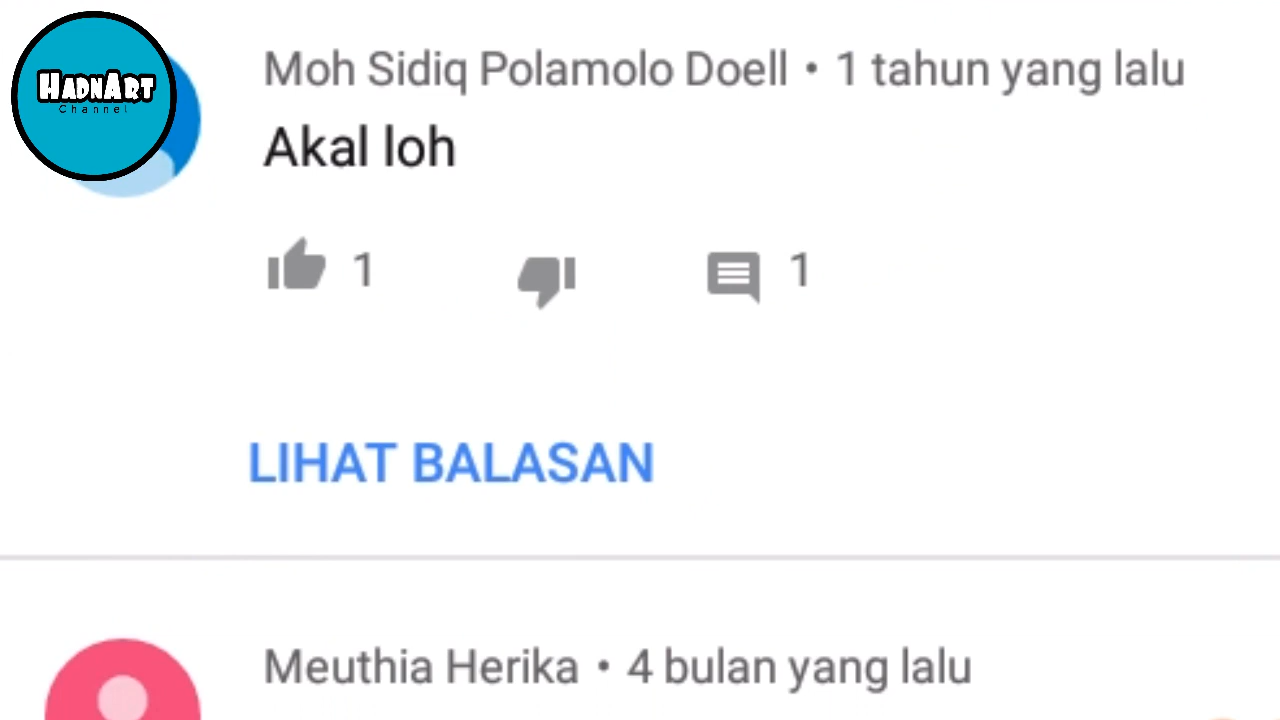 HADNART
Channel
Moh Sidiq Polamolo Doell • 1 tahun yang lalu
Akal loh
1 1
LIHAT BALASAN
Meuthia Herika • 4 bulan yang lalu